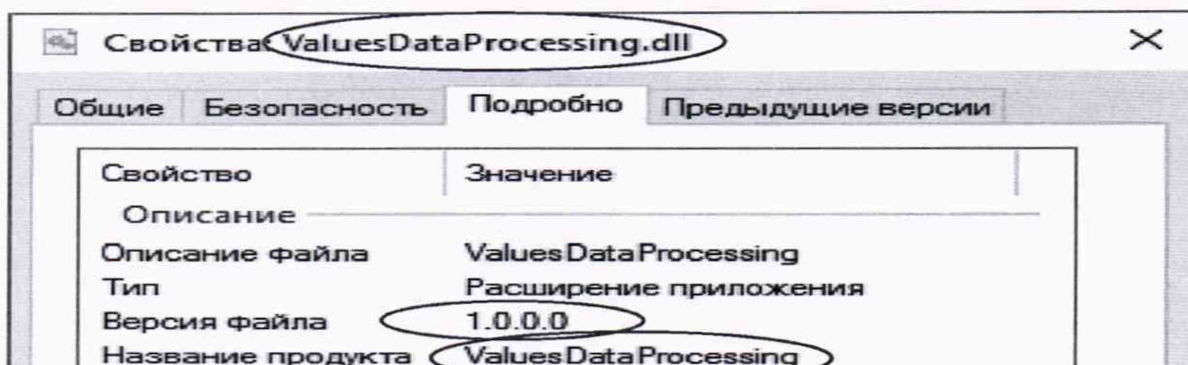 Свойства: ValuesDataProcessing.dll
Общие Безопасность Подробно Предыдущие версии
Свойство Значение
Описание
Описание файла ValuesDataProcessing
Тип Расширение приложения
Версия файла 1.0.0.0
Название продукта ValuesDataProcessing